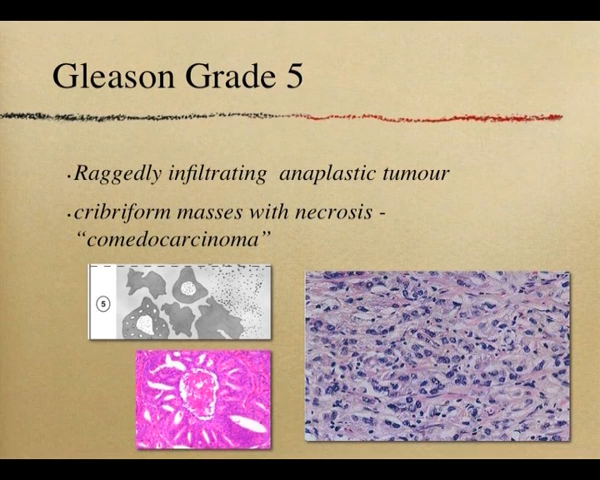 Gleason Grade 5
·Raggedly infiltrating anaplastic tumour
·cribriform masses with necrosis -
“comedocarcinoma”
5